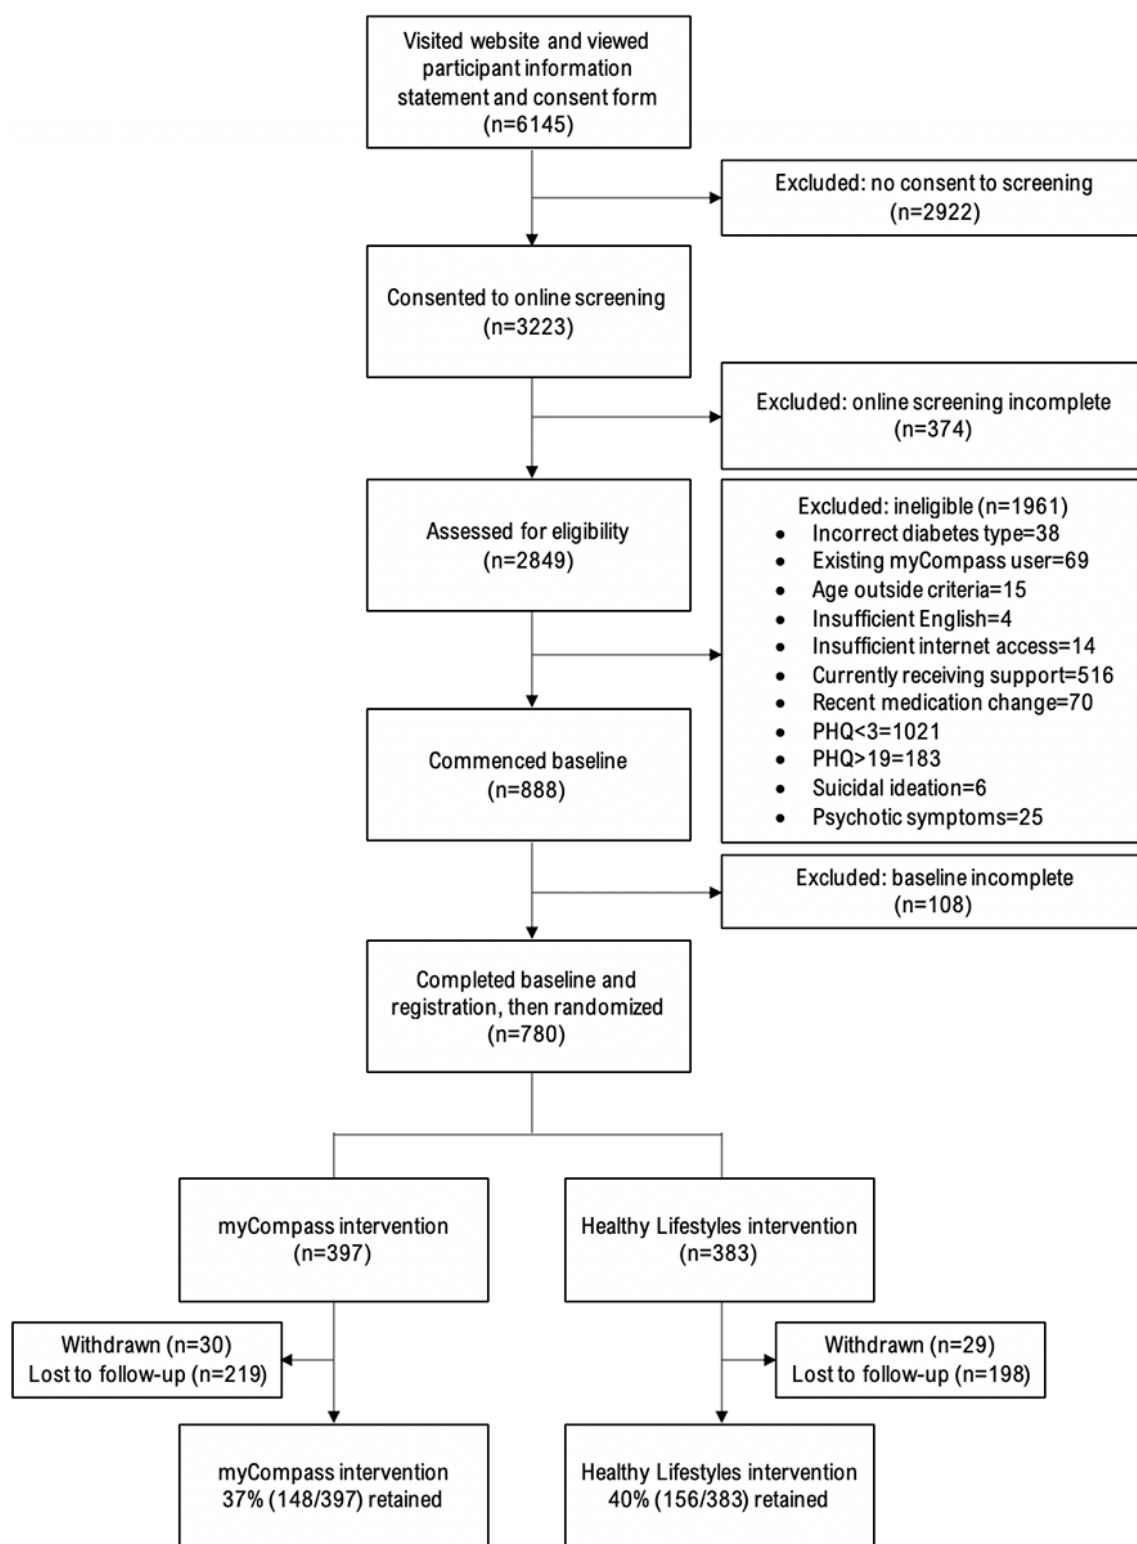 Visited website and viewed
participant information
statement and consent form
(n=6145)
Excluded: no consent to screening
(n=2922)
Consented to online screening
(n=3223)
Excluded: online screening incomplete
(n=374)
Assessed for eligibility
(n=2849)
Excluded: ineligible (n=1961)
• Incorrect diabetes type=38
• Existing myCompass user=69
• Age outside criteria=15
• Insufficient English=4
• Insufficient internet access=14
• Currently receiving support=516
• Recent medication change=70
• PHQ<3=1021
• PHQ>19=183
• Suicidal ideation=6
• Psychotic symptoms=25
Commenced baseline
(n=888)
Excluded: baseline incomplete
(n=108)
Completed baseline and
registration, then randomized
(n=780)
myCompass intervention
(n=397)
Healthy Lifestyles intervention
(n=383)
Withdrawn (n=30)
Lost to follow-up (n=219)
Withdrawn (n=29)
Lost to follow-up (n=198)
myCompass intervention
37% (148/397) retained
Healthy Lifestyles intervention
40% (156/383) retained